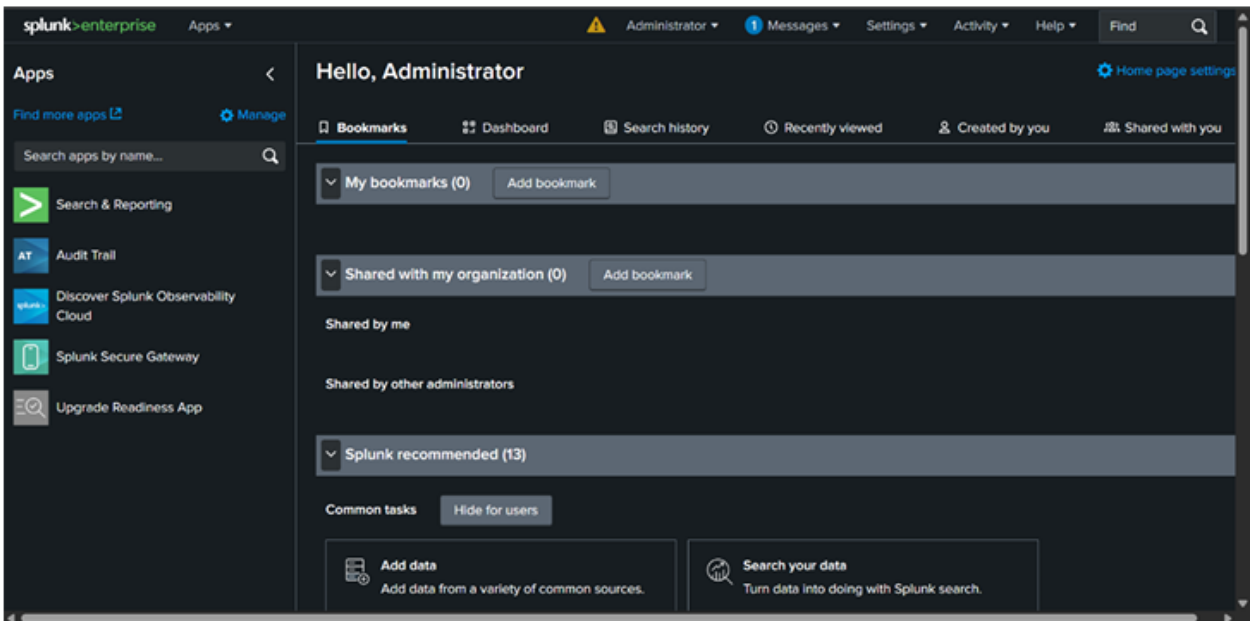 splunk>enterprise Apps Administrator 1 Messages Settings Activity Help Find
Apps
Find more apps Manage
Search apps by name...
Search & Reporting
AT Audit Trail
splunk> Discover Splunk Observability
Cloud
Splunk Secure Gateway
Upgrade Readiness App
Hello, Administrator
Home page settings
Bookmarks Dashboard Search history Recently viewed Created by you Shared with you
My bookmarks (0) Add bookmark
Shared with my organization (0) Add bookmark
Shared by me
Shared by other administrators
Splunk recommended (13)
Common tasks Hide for users
Add data
Add data from a variety of common sources.
Search your data
Turn data into doing with Splunk search.